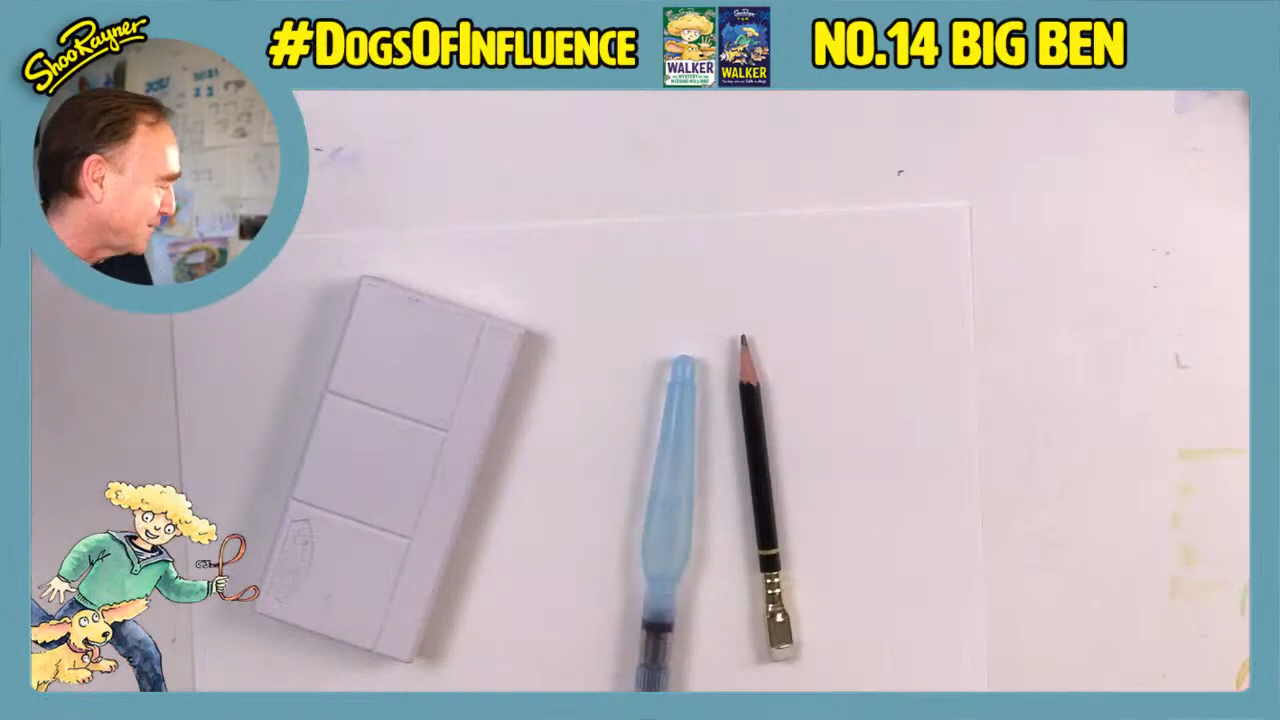 ShooRayner
#DogsOfInfluence
WALKER
WALKER
NO.14 BIG BEN